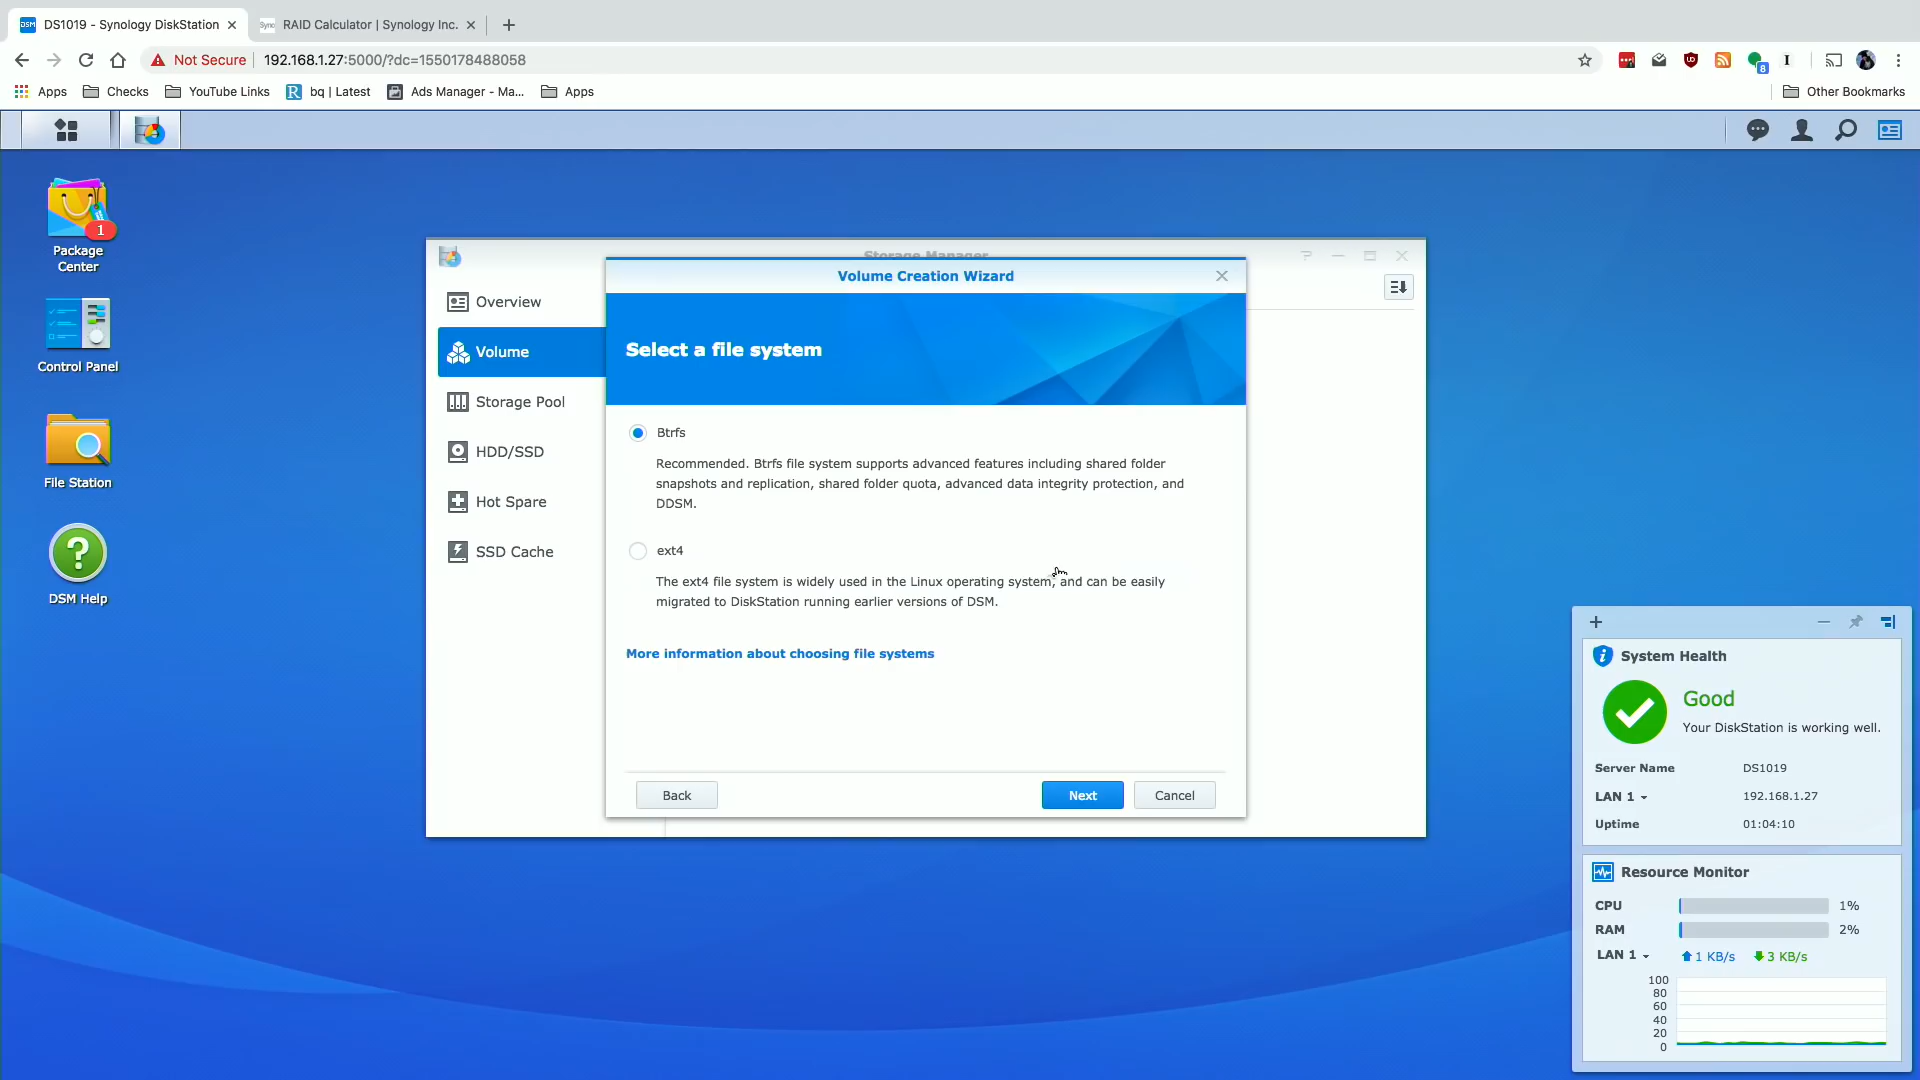 DSM DS1019 - Synology DiskStation
RAID Calculator | Synology Inc.
Not Secure 192.168.1.27:5000/?dc=1550178488058
8
Apps Checks YouTube Links R bq | Latest Ads Manager - Ma... Apps Other Bookmarks
1
Package
Center
Control Panel
File Station
?
DSM Help
Storage Manager
?
Overview
Volume
Storage Pool
HDD/SSD
Hot Spare
SSD Cache
Volume Creation Wizard
Select a file system
Btrfs
Recommended. Btrfs file system supports advanced features including shared folder
snapshots and replication, shared folder quota, advanced data integrity protection, and
DDSM.
ext4
The ext4 file system is widely used in the Linux operating system, and can be easily
migrated to DiskStation running earlier versions of DSM.
More information about choosing file systems
Back Next Cancel
System Health
Good
Your DiskStation is working well.
Server Name DS1019
LAN 1 192.168.1.27
Uptime 01:04:10
Resource Monitor
CPU 1%
RAM 2%
LAN 1 1 KB/s 3 KB/s
100
80
60
40
20
0